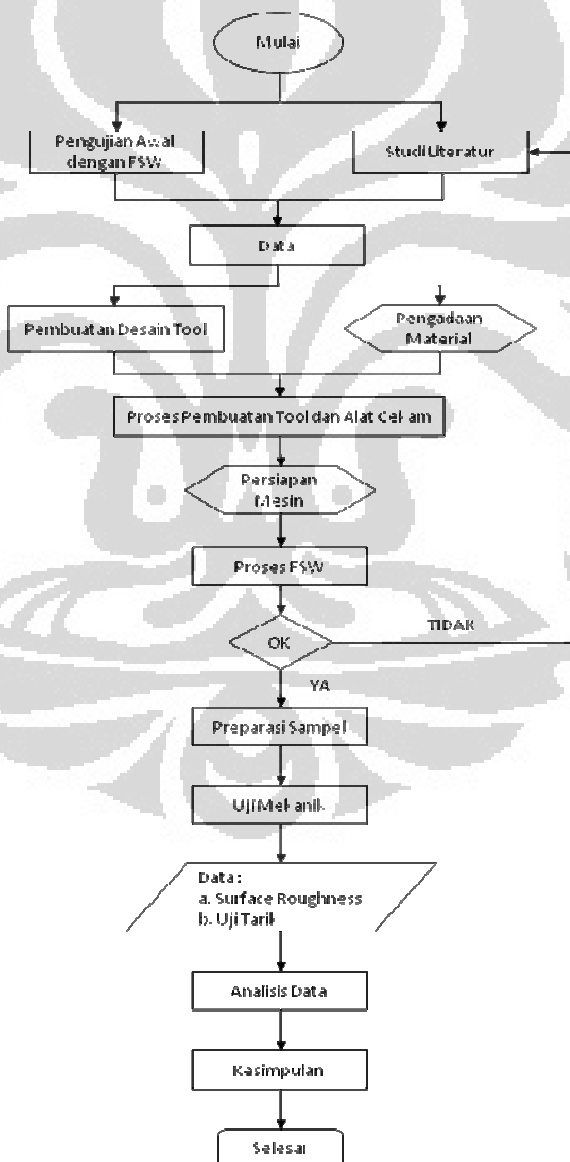 Mulai
Pengujian Awal
dengan FSW
Studi Literatur
Data
Pembuatan Desain Tool
Pengadaan
Material
Proses Pembuatan Tool dan Alat Cekam
Persiapan
Mesin
Proses FSW
OK
TIDAK
YA
Preparasi Sampel
Uji Mekanik
Data :
a. Surface Roughness
b. Uji Tarik
Analisis Data
Kesimpulan
Selesai